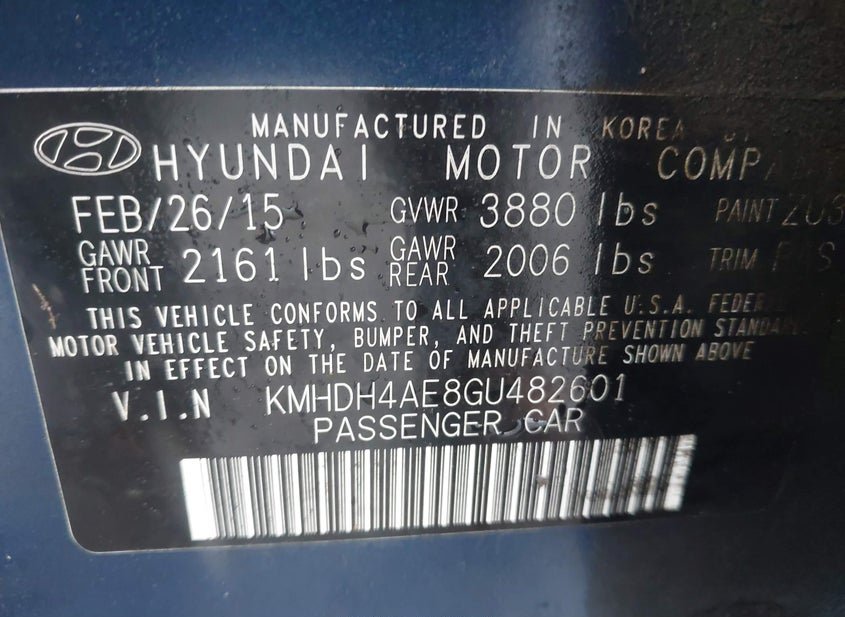 MANUFACTURED IN KOREA
HYUNDAI MOTOR
FEB/26/15 GVWR 3880 lbs PAINT
GAWR FRONT 2161 lbs GAWR REAR 2006 lbs TRIM
THIS VEHICLE CONFORMS TO ALL APPLICABLE U.S.A.
MOTOR VEHICLE SAFETY, BUMPER, AND THEFT PREVENTION
IN EFFECT ON THE DATE OF MANUFACTURE SHOWN ABOVE
V.I.N KMHDH4AE8GU482601
PASSENGER CAR